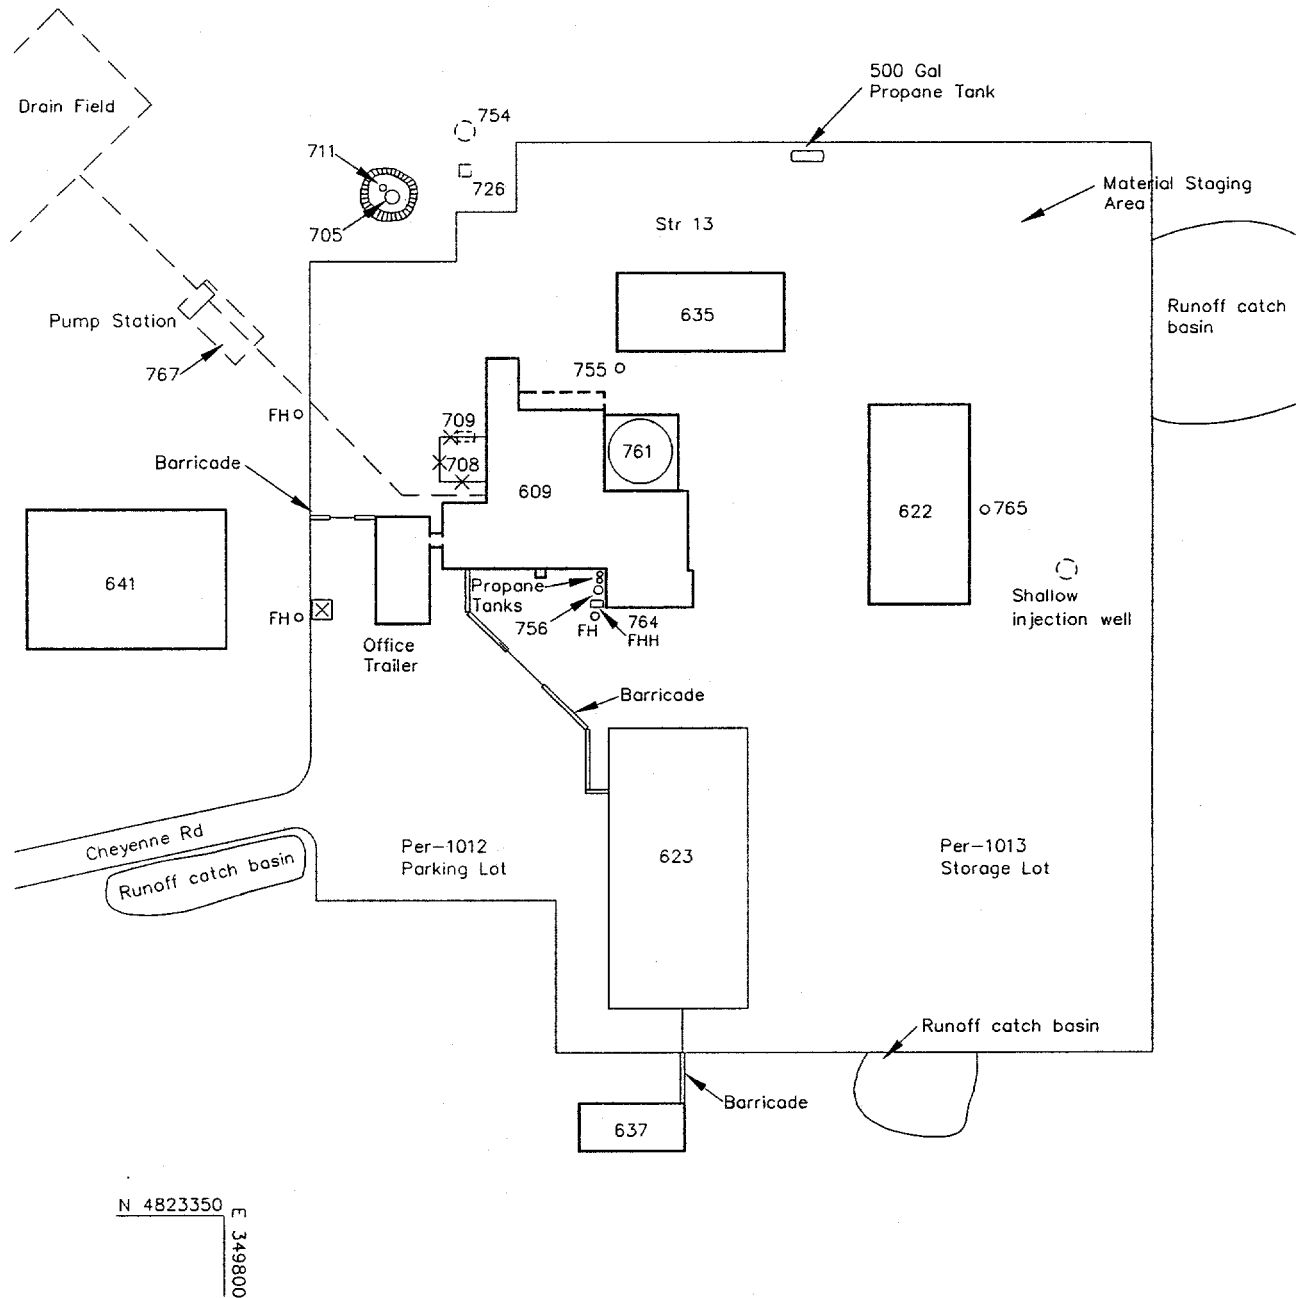 500 Gal
Propane Tank
Drain Field
754
711
726
Material Staging
Area
705
Str 13
Runoff catch
basin
635
Pump Station
767
755
FH
709
761
Barricade
708
609
622
765
641
Propane
Tanks
Shallow
injection well
FH
756
FH
764
FHH
Office
Trailer
Barricade
Cheyenne Rd
Per-1012
Parking Lot
623
Per-1013
Storage Lot
Runoff catch basin
Runoff catch basin
Barricade
637
N 4823350
E 349800